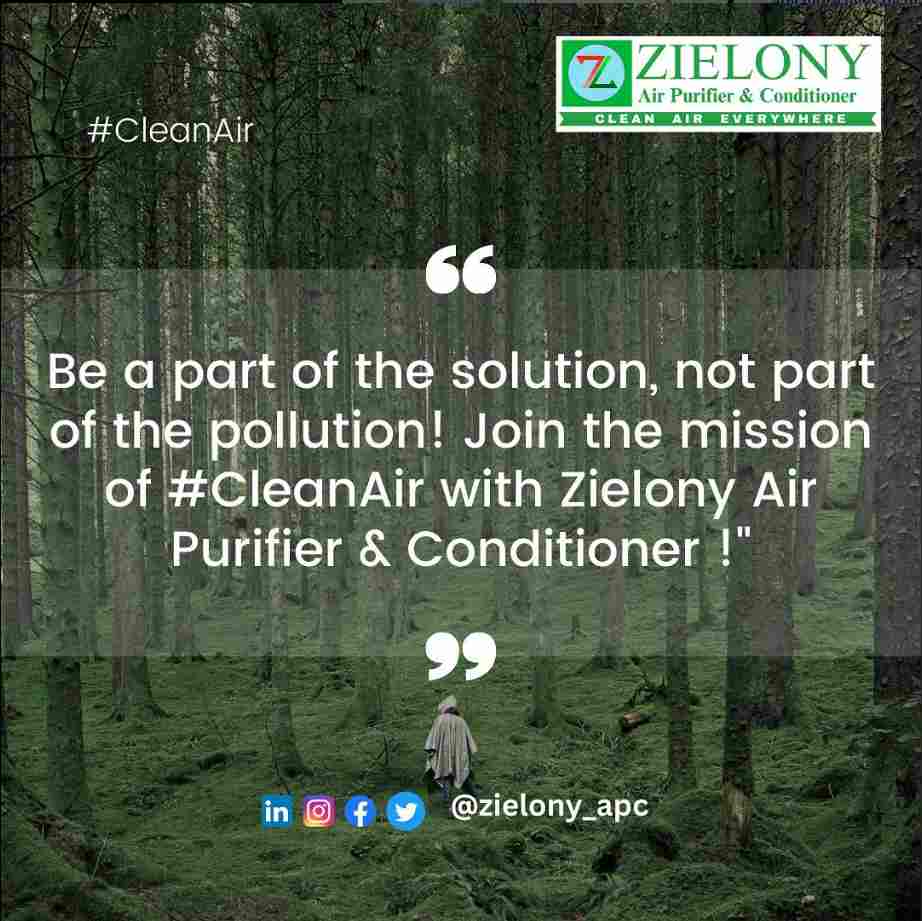 ZIELONY
Air Purifier & Conditioner
CLEAN AIR EVERYWHERE
#CleanAir
“
Be a part of the solution, not part
of the pollution! Join the mission
of #CleanAir with Zielony Air
Purifier & Conditioner !"
”
@zielony_apc